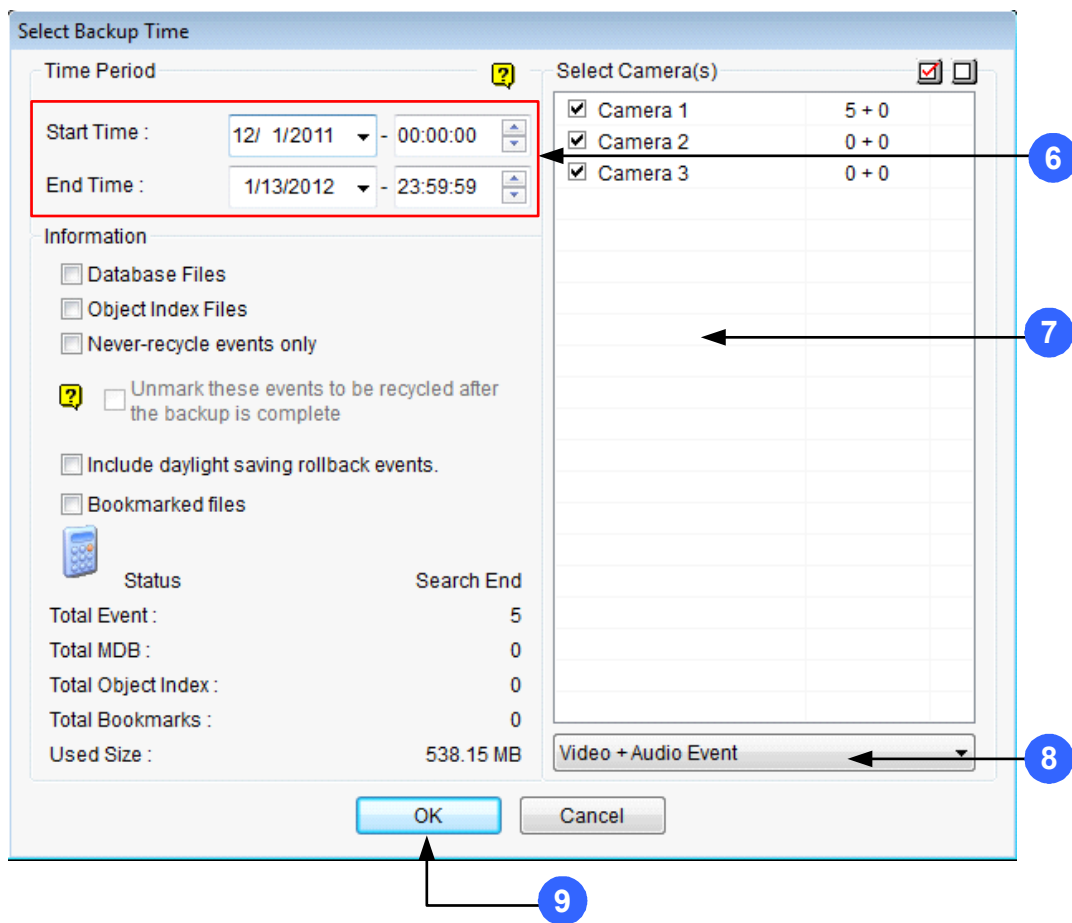 Select Backup Time
Time Period
Start Time : 12/ 1/2011 - 00:00:00
End Time : 1/13/2012 - 23:59:59
Information
Database Files
Object Index Files
Never-recycle events only
Unmark these events to be recycled after
the backup is complete
Include daylight saving rollback events.
Bookmarked files
Status Search End
Total Event : 5
Total MDB : 0
Total Object Index : 0
Total Bookmarks : 0
Used Size : 538.15 MB
Select Camera(s)
Camera 1 5 + 0
Camera 2 0 + 0
Camera 3 0 + 0
Video + Audio Event
OK Cancel
6
7
8
9